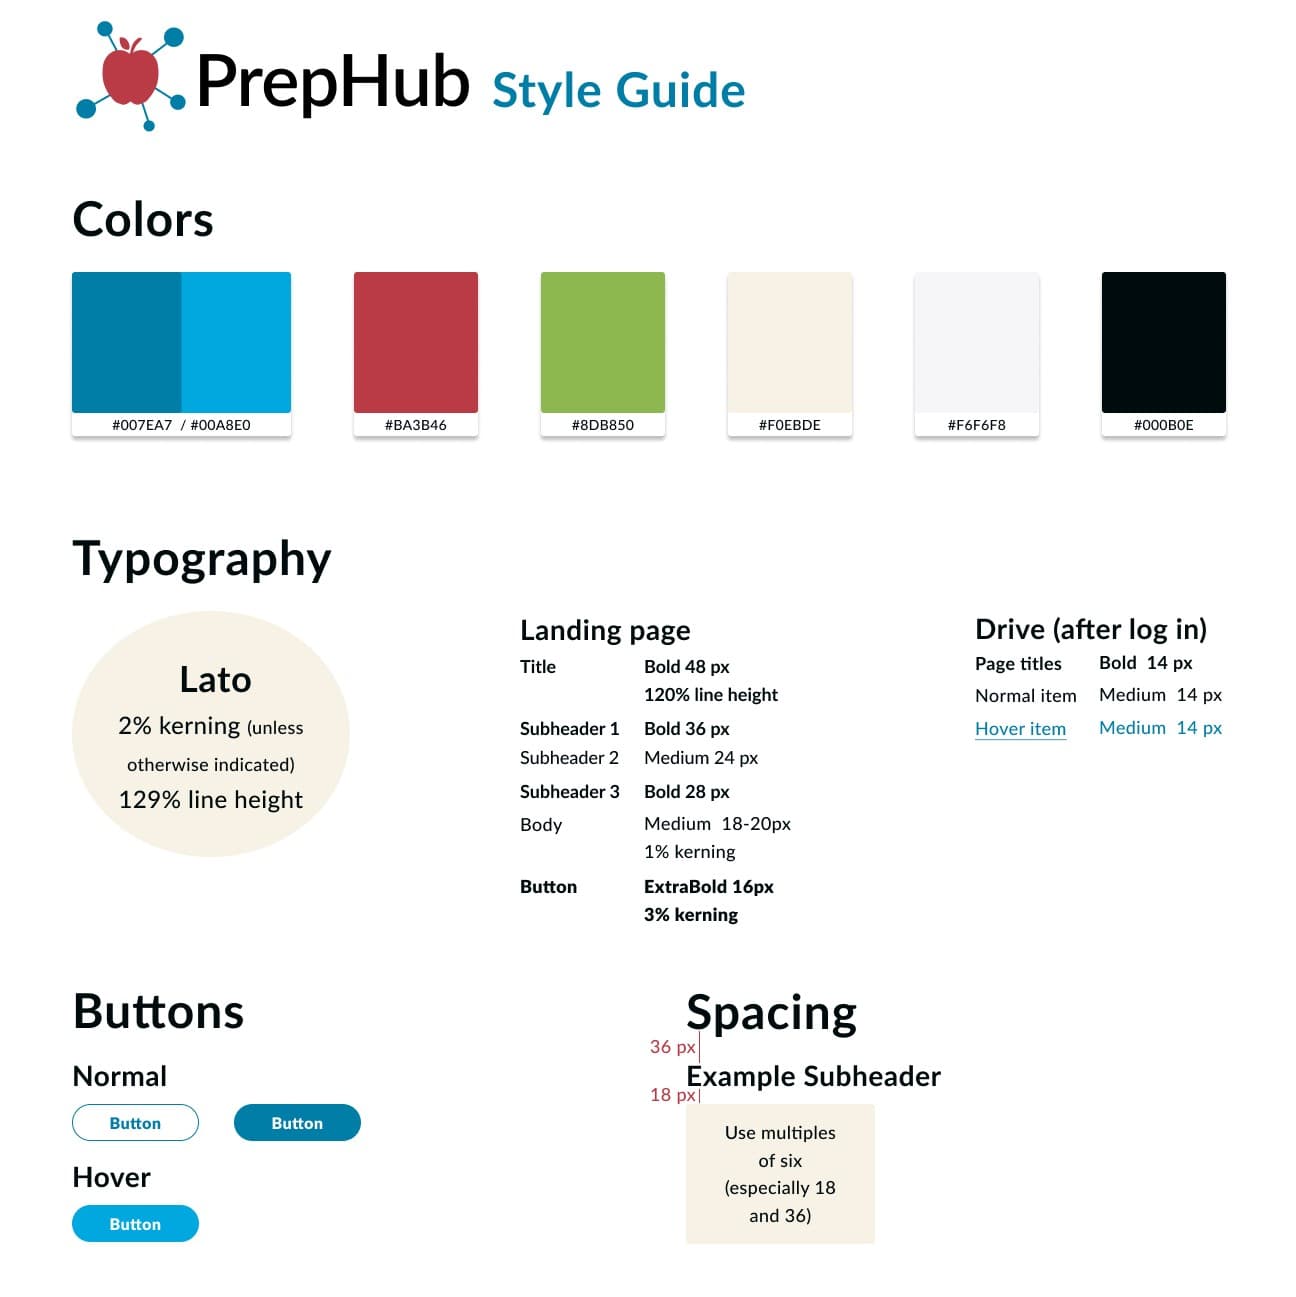 PrepHub Style Guide
Colors
#007EA7 / #00A8E0
#BA3B46
#8DB850
#F0EBDE
#F6F6F8
#000B0E
Typography
Lato
2% kerning (unless
otherwise indicated)
129% line height
Landing page
Title Bold 48 px
120% line height
Subheader 1 Bold 36 px
Subheader 2 Medium 24 px
Subheader 3 Bold 28 px
Body Medium 18-20px
1% kerning
Button ExtraBold 16px
3% kerning
Drive (after log in)
Page titles Bold 14 px
Normal item Medium 14 px
Hover item Medium 14 px
Buttons
Normal
Button Button
Hover
Button
Spacing
36 px
Example Subheader
18 px
Use multiples
of six
(especially 18
and 36)